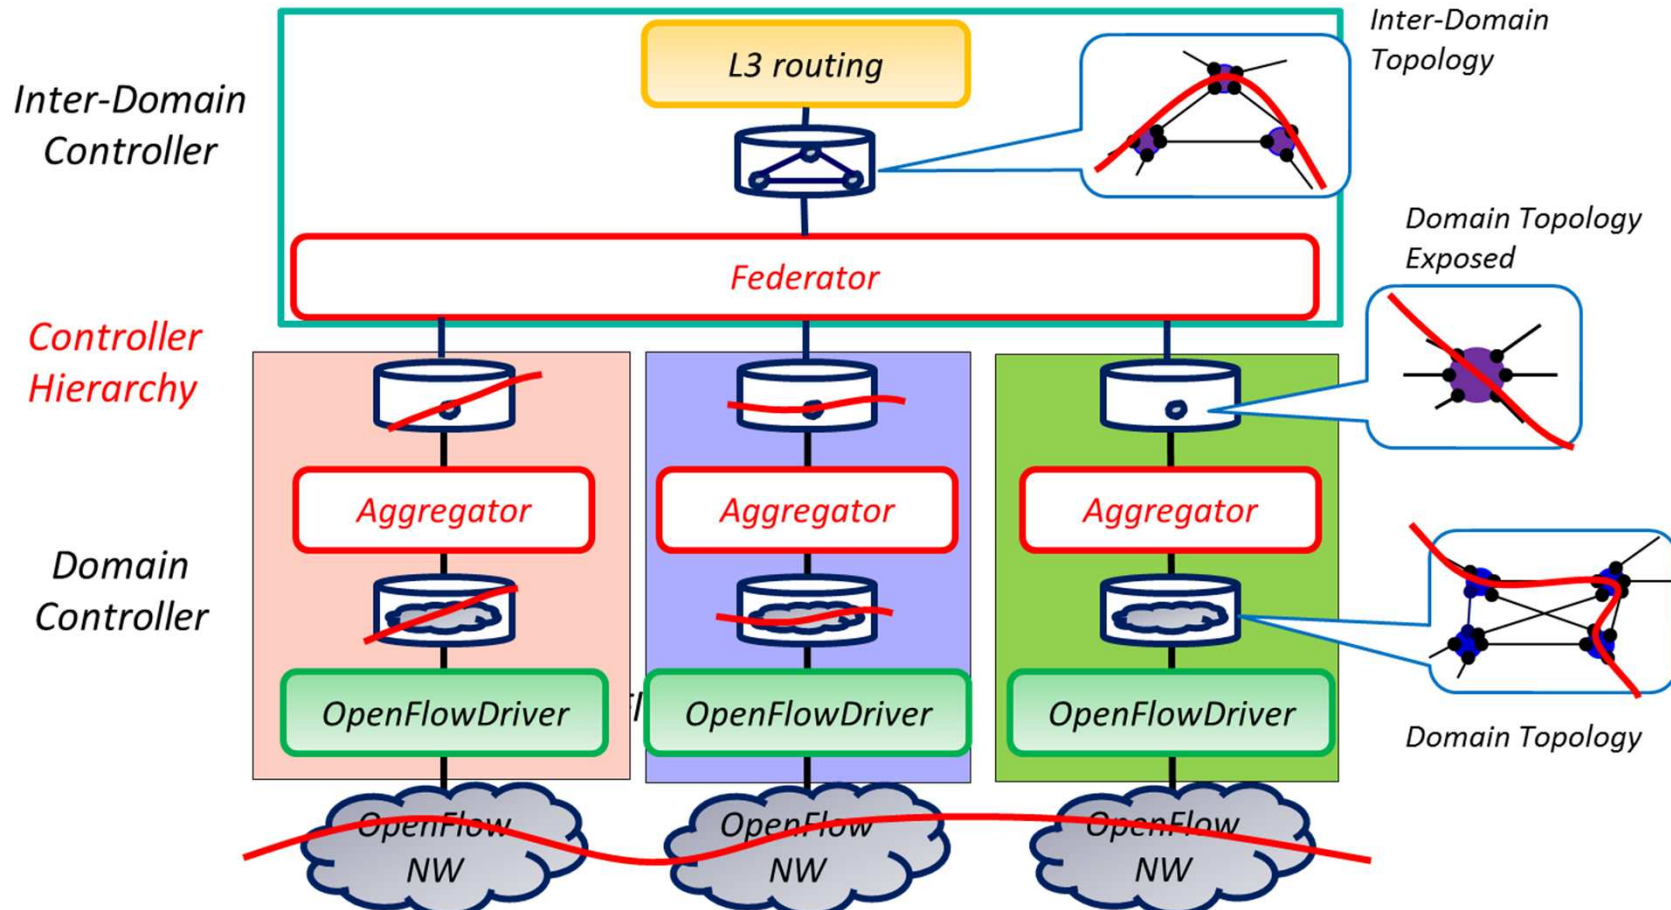 Inter-Domain
Topology
L3 routing
Inter-Domain
Controller
Domain Topology
Exposed
Federator
Controller
Hierarchy
Aggregator
Aggregator
Aggregator
Domain
Controller
OpenFlowDriver
OpenFlowDriver
OpenFlowDriver
Domain Topology
OpenFlow
NW
OpenFlow
NW
OpenFlow
NW